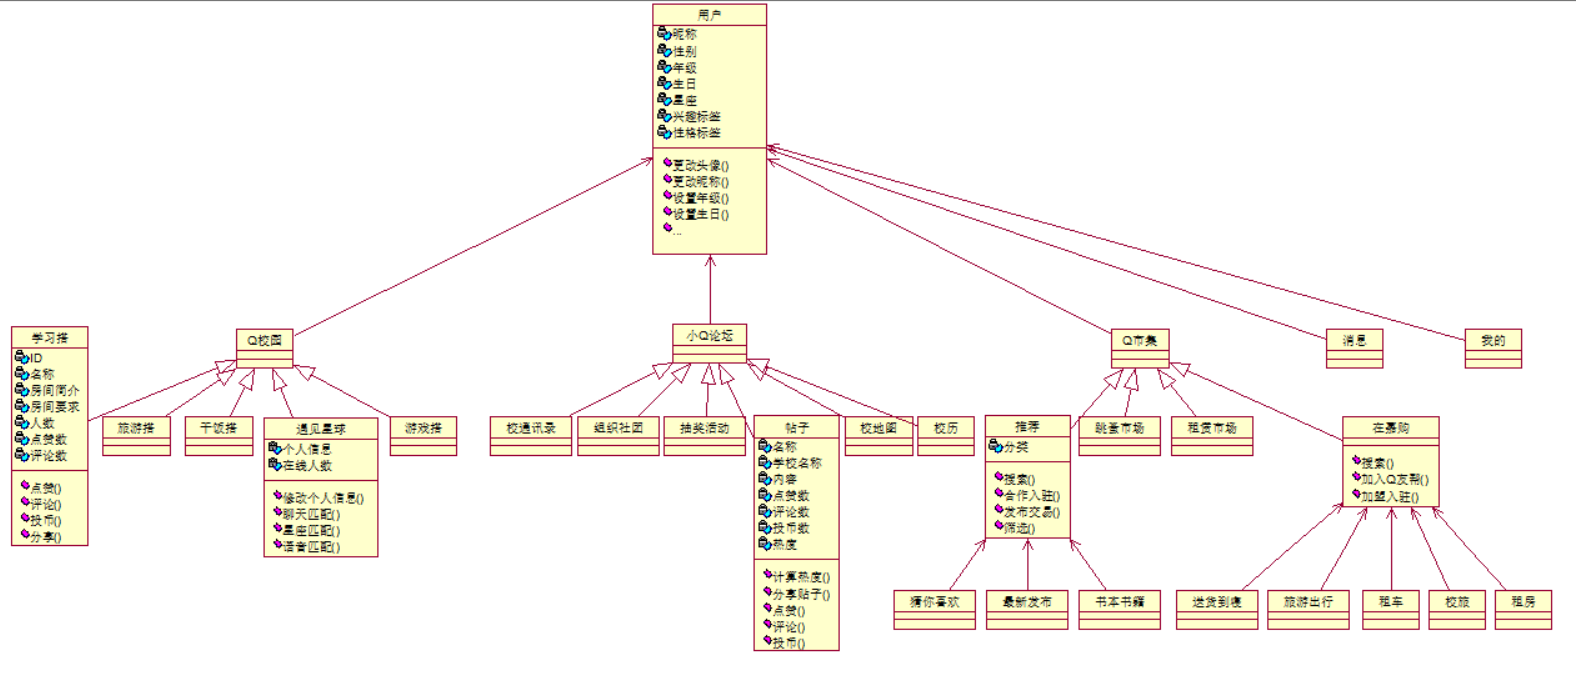 用户
昵称
性别
年级
生日
星座
兴趣标签
性格标签
更改头像()
更改昵称()
设置年级()
设置生日()
...
学习搭
ID
名称
房间简介
房间要求
人数
点赞数
评论数
点赞()
评论()
投币()
分享()
Q校园
小Q论坛
Q市集
消息
我的
旅游搭
干饭搭
遇见星球
个人信息
在线人数
修改个人信息()
聊天匹配()
星座匹配()
语音匹配()
游戏搭
校通讯录
组织社团
抽奖活动
帖子
名称
学校名称
内容
点赞数
评论数
投币数
热度
计算热度()
分享贴子()
点赞()
评论()
投币()
校地图
校历
推荐
分类
搜索()
合作入驻()
发布交易()
筛选()
跳蚤市场
租赁市场
在嘉购
搜索()
加入Q友帮()
加盟入驻()
猜你喜欢
最新发布
书本书籍
送货到寝
旅游出行
租车
校旅
租房